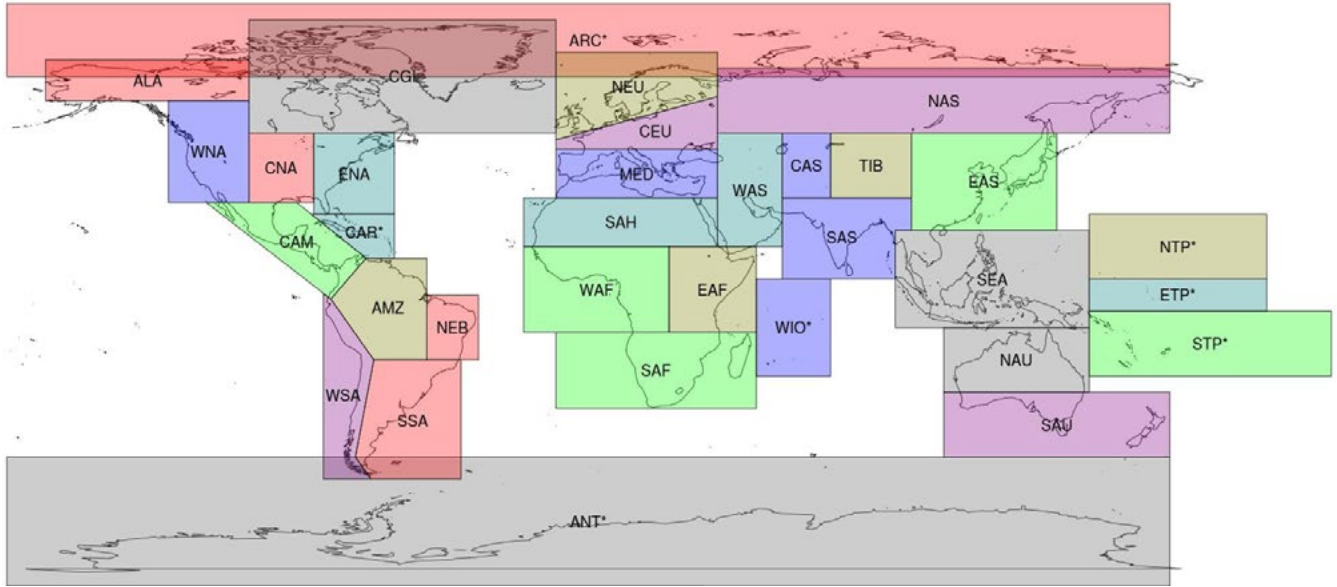 ARC*
CGI
ALA
NEU
NAS
CEU
WNA
CNA
ENA
MED
WAS
CAS
TIB
EAS
SAH
CAR*
CAM
SAS
NTP*
SEA
WAF
EAF
ETP*
AMZ
NEB
WIO*
STP*
NAU
SAF
WSA
SSA
SAU
ANT*